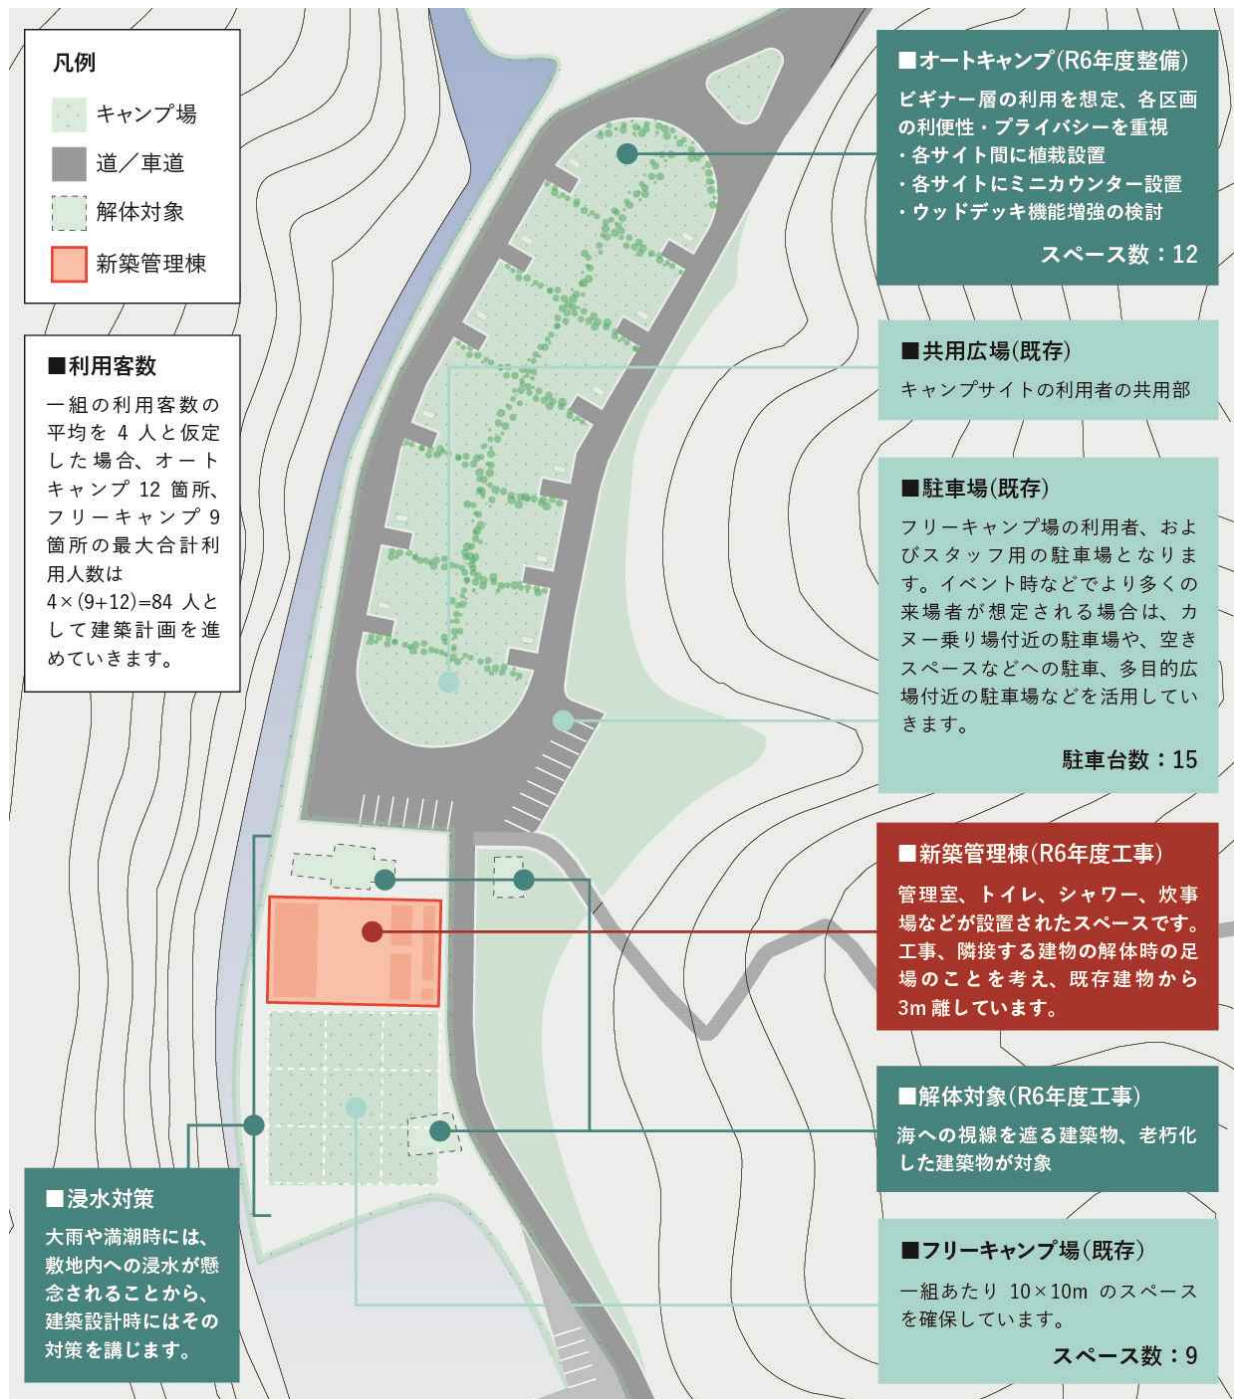 凡例
キャンプ場
道／車道
解体対象
新築管理棟
■利用客数
一組の利用客数の
平均を 4 人と仮定
した場合、オート
キャンプ 12 箇所、
フリーキャンプ 9
箇所の最大合計利
用人数は
4×(9+12)=84 人と
して建築計画を進
めていきます。
■浸水対策
大雨や満潮時には、
敷地内への浸水が懸
念されることから、
建築設計時にはその
対策を講じます。
■オートキャンプ(R6年度整備)
ビギナー層の利用を想定、各区画
の利便性・プライバシーを重視
・各サイト間に植栽設置
・各サイトにミニカウンター設置
・ウッドデッキ機能増強の検討
スペース数：12
■共用広場(既存)
キャンプサイトの利用者の共用部
■駐車場(既存)
フリーキャンプ場の利用者、およ
びスタッフ用の駐車場となりま
す。イベント時などでより多くの
来場者が想定される場合は、カ
ヌー乗り場付近の駐車場や、空き
スペースなどへの駐車、多目的広
場付近の駐車場などを活用してい
きます。
駐車台数：15
■新築管理棟(R6年度工事)
管理室、トイレ、シャワー、炊事
場などが設置されたスペースです。
工事、隣接する建物の解体時の足
場のことを考え、既存建物から
3m 離しています。
■解体対象(R6年度工事)
海への視線を遮る建築物、老朽化
した建築物が対象
■フリーキャンプ場(既存)
一組あたり 10×10m のスペース
を確保しています。
スペース数：9